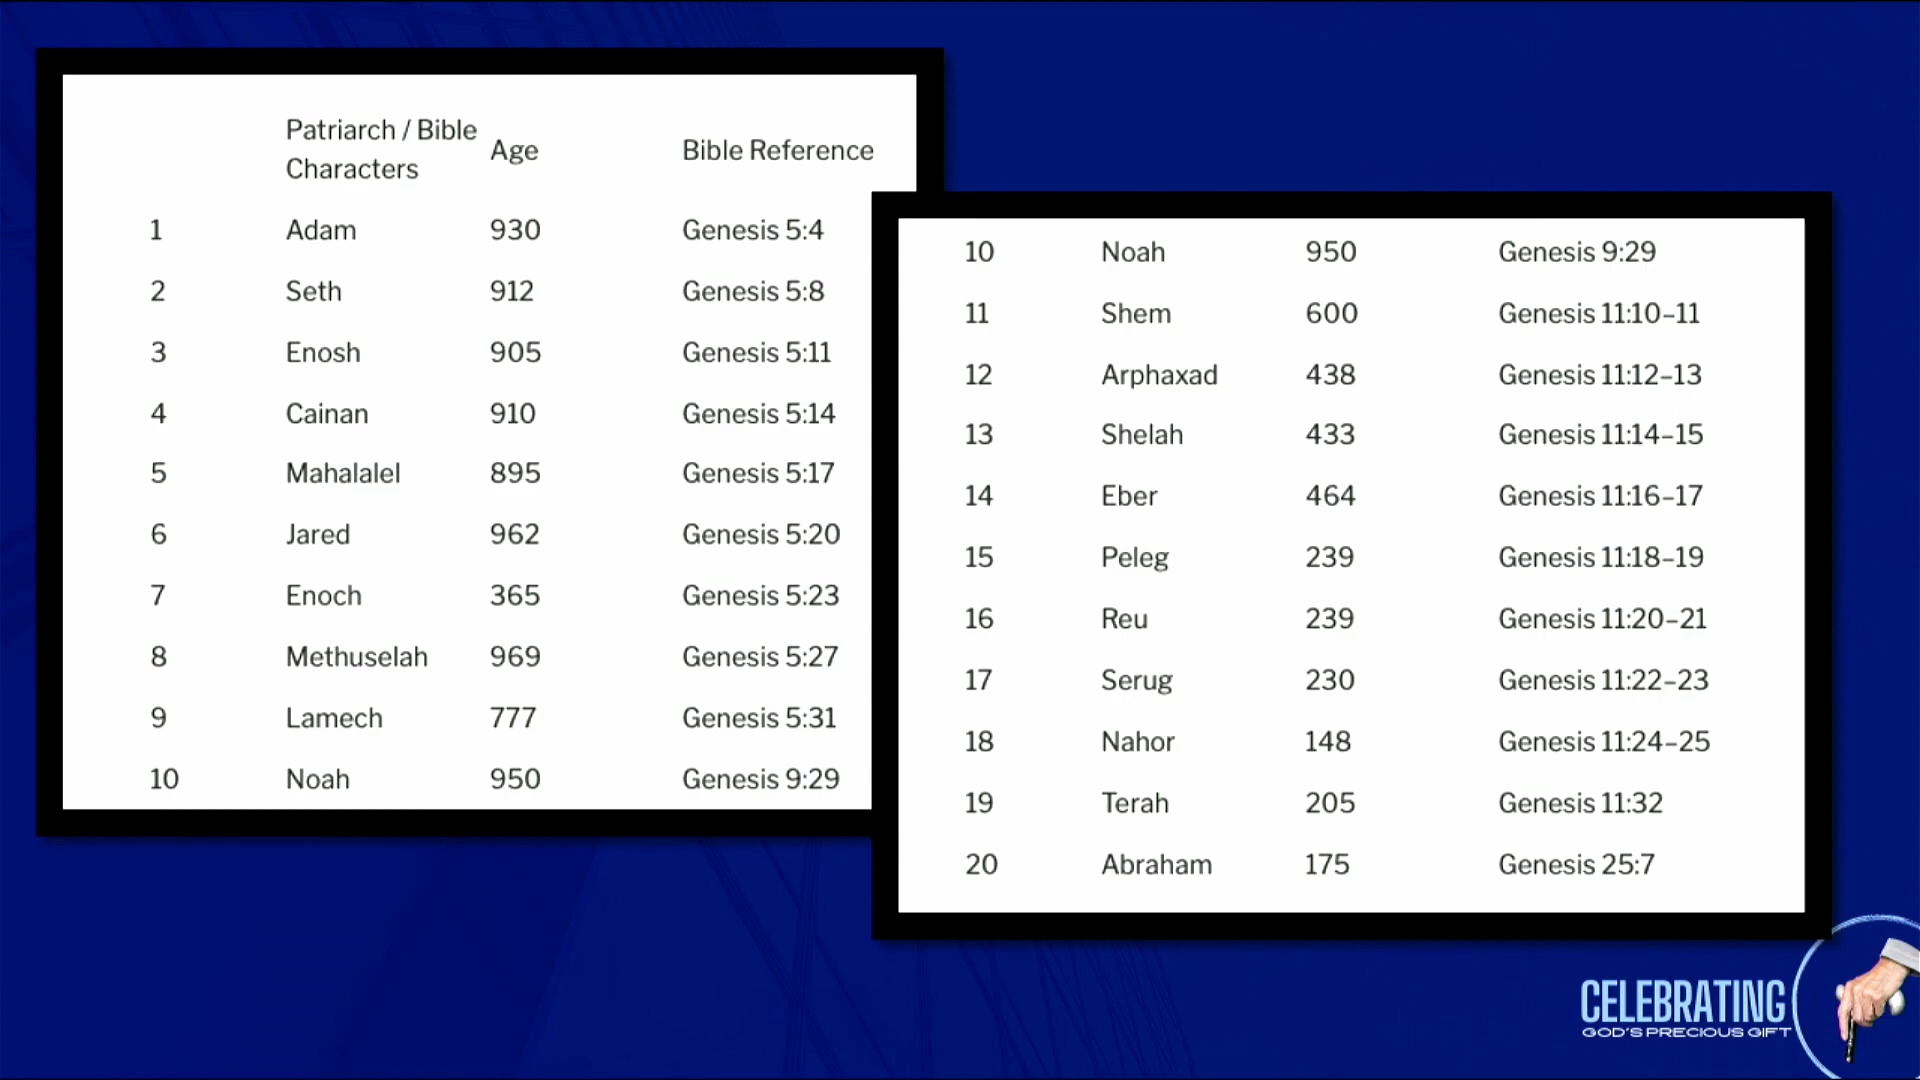 Patriarch / Bible Characters Age Bible Reference
1 Adam 930 Genesis 5:4
2 Seth 912 Genesis 5:8
3 Enosh 905 Genesis 5:11
4 Cainan 910 Genesis 5:14
5 Mahalalel 895 Genesis 5:17
6 Jared 962 Genesis 5:20
7 Enoch 365 Genesis 5:23
8 Methuselah 969 Genesis 5:27
9 Lamech 777 Genesis 5:31
10 Noah 950 Genesis 9:29
10 Noah 950 Genesis 9:29
11 Shem 600 Genesis 11:10–11
12 Arphaxad 438 Genesis 11:12–13
13 Shelah 433 Genesis 11:14–15
14 Eber 464 Genesis 11:16–17
15 Peleg 239 Genesis 11:18–19
16 Reu 239 Genesis 11:20–21
17 Serug 230 Genesis 11:22–23
18 Nahor 148 Genesis 11:24–25
19 Terah 205 Genesis 11:32
20 Abraham 175 Genesis 25:7
CELEBRATING
GOD'S PRECIOUS GIFT